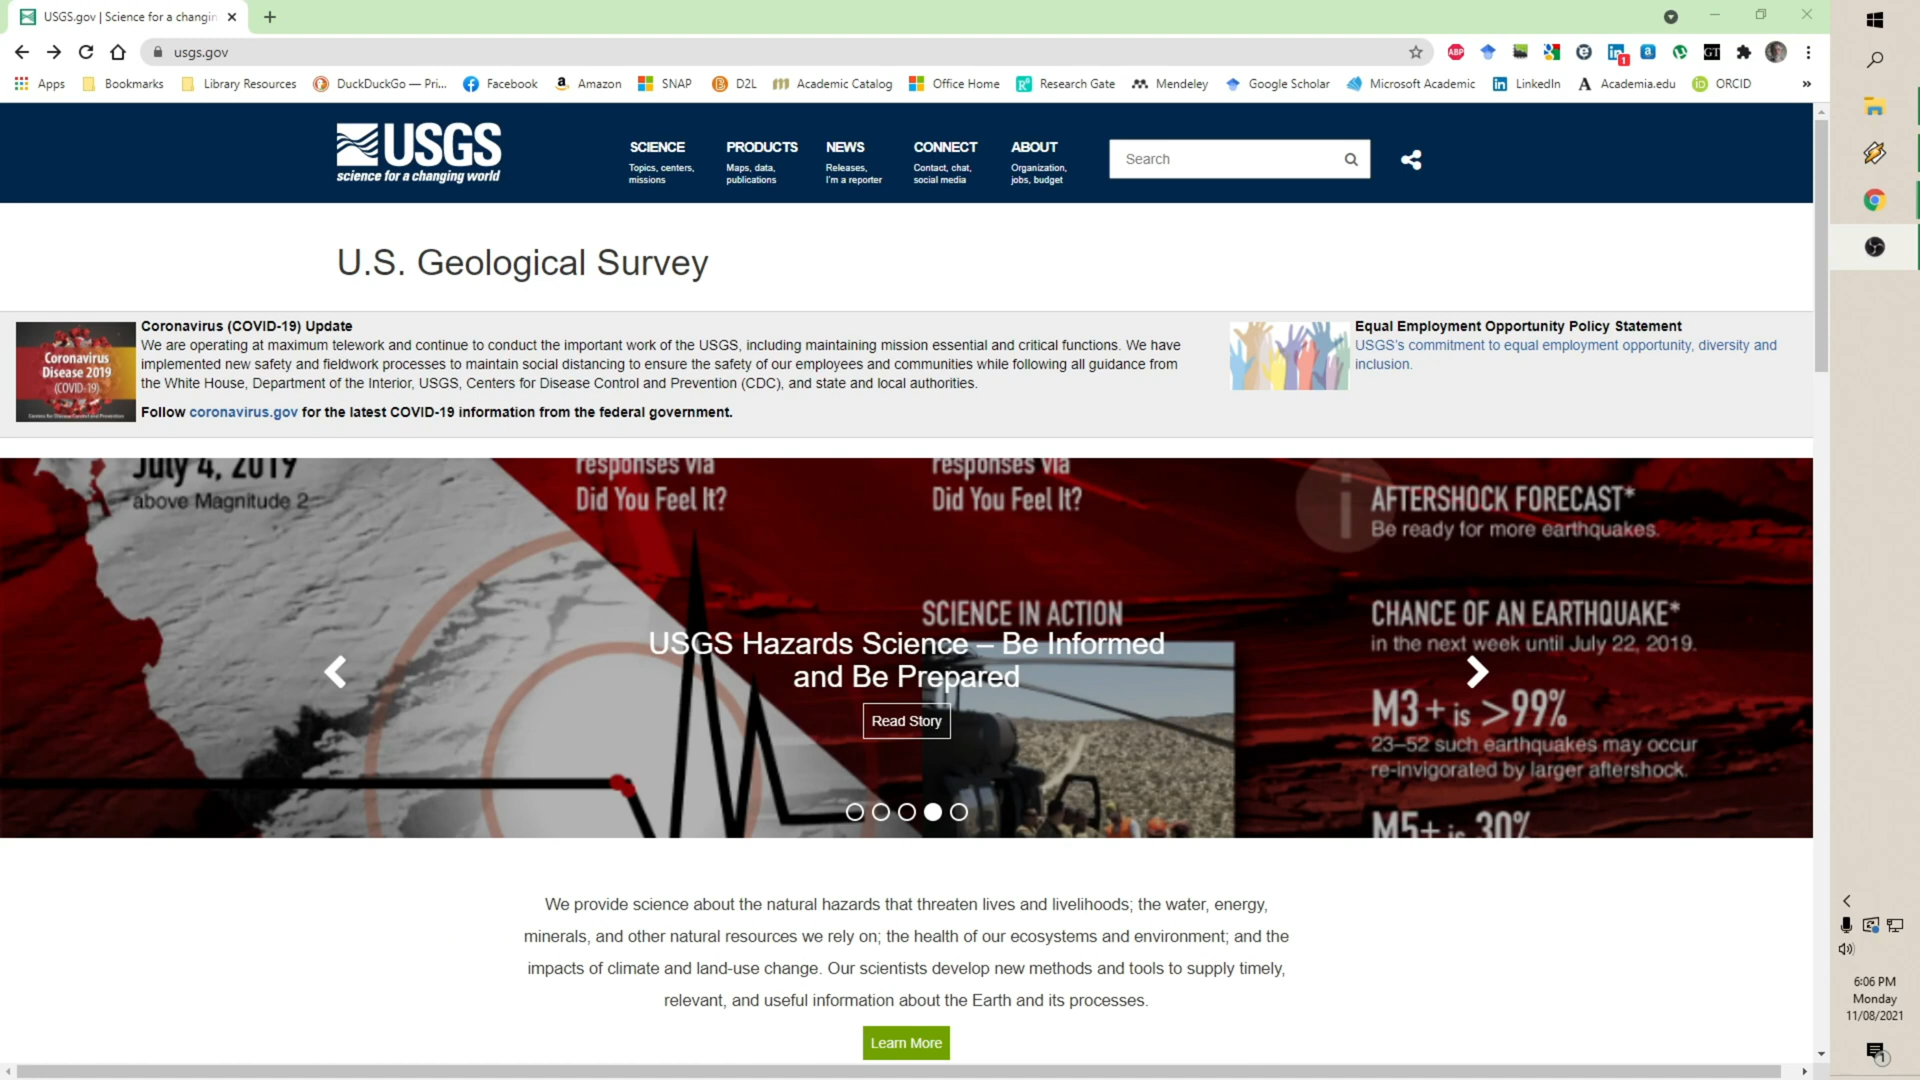 USGS.gov | Science for a changin
usgs.gov
ABP
1
GT
Apps
Bookmarks
Library Resources
DuckDuckGo — Pri...
Facebook
Amazon
SNAP
D2L
Academic Catalog
Office Home
Research Gate
Mendeley
Google Scholar
Microsoft Academic
LinkedIn
Academia.edu
ORCID
»
USGS
science for a changing world
SCIENCE
Topics, centers,
missions
PRODUCTS
Maps, data,
publications
NEWS
Releases,
I'm a reporter
CONNECT
Contact, chat,
social media
ABOUT
Organization,
jobs, budget
Search
U.S. Geological Survey
Coronavirus
Disease 2019
(COVID-19)
Coronavirus (COVID-19) Update
We are operating at maximum telework and continue to conduct the important work of the USGS, including maintaining mission essential and critical functions. We have
implemented new safety and fieldwork processes to maintain social distancing to ensure the safety of our employees and communities while following all guidance from
the White House, Department of the Interior, USGS, Centers for Disease Control and Prevention (CDC), and state and local authorities.
Follow coronavirus.gov for the latest COVID-19 information from the federal government.
Equal Employment Opportunity Policy Statement
USGS's commitment to equal employment opportunity, diversity and
inclusion.
July 4, 2019
above Magnitude 2
responses via
Did You Feel It?
responses via
Did You Feel It?
AFTERSHOCK FORECAST*
Be ready for more earthquakes.
SCIENCE IN ACTION
USGS Hazards Science – Be Informed
and Be Prepared
Read Story
CHANCE OF AN EARTHQUAKE*
in the next week until July 22, 2019.
M3+ is >99%
23–52 such earthquakes may occur
re-invigorated by larger aftershock.
M5+ is 30%
We provide science about the natural hazards that threaten lives and livelihoods; the water, energy,
minerals, and other natural resources we rely on; the health of our ecosystems and environment; and the
impacts of climate and land-use change. Our scientists develop new methods and tools to supply timely,
relevant, and useful information about the Earth and its processes.
Learn More
6:06 PM
Monday
11/08/2021
1